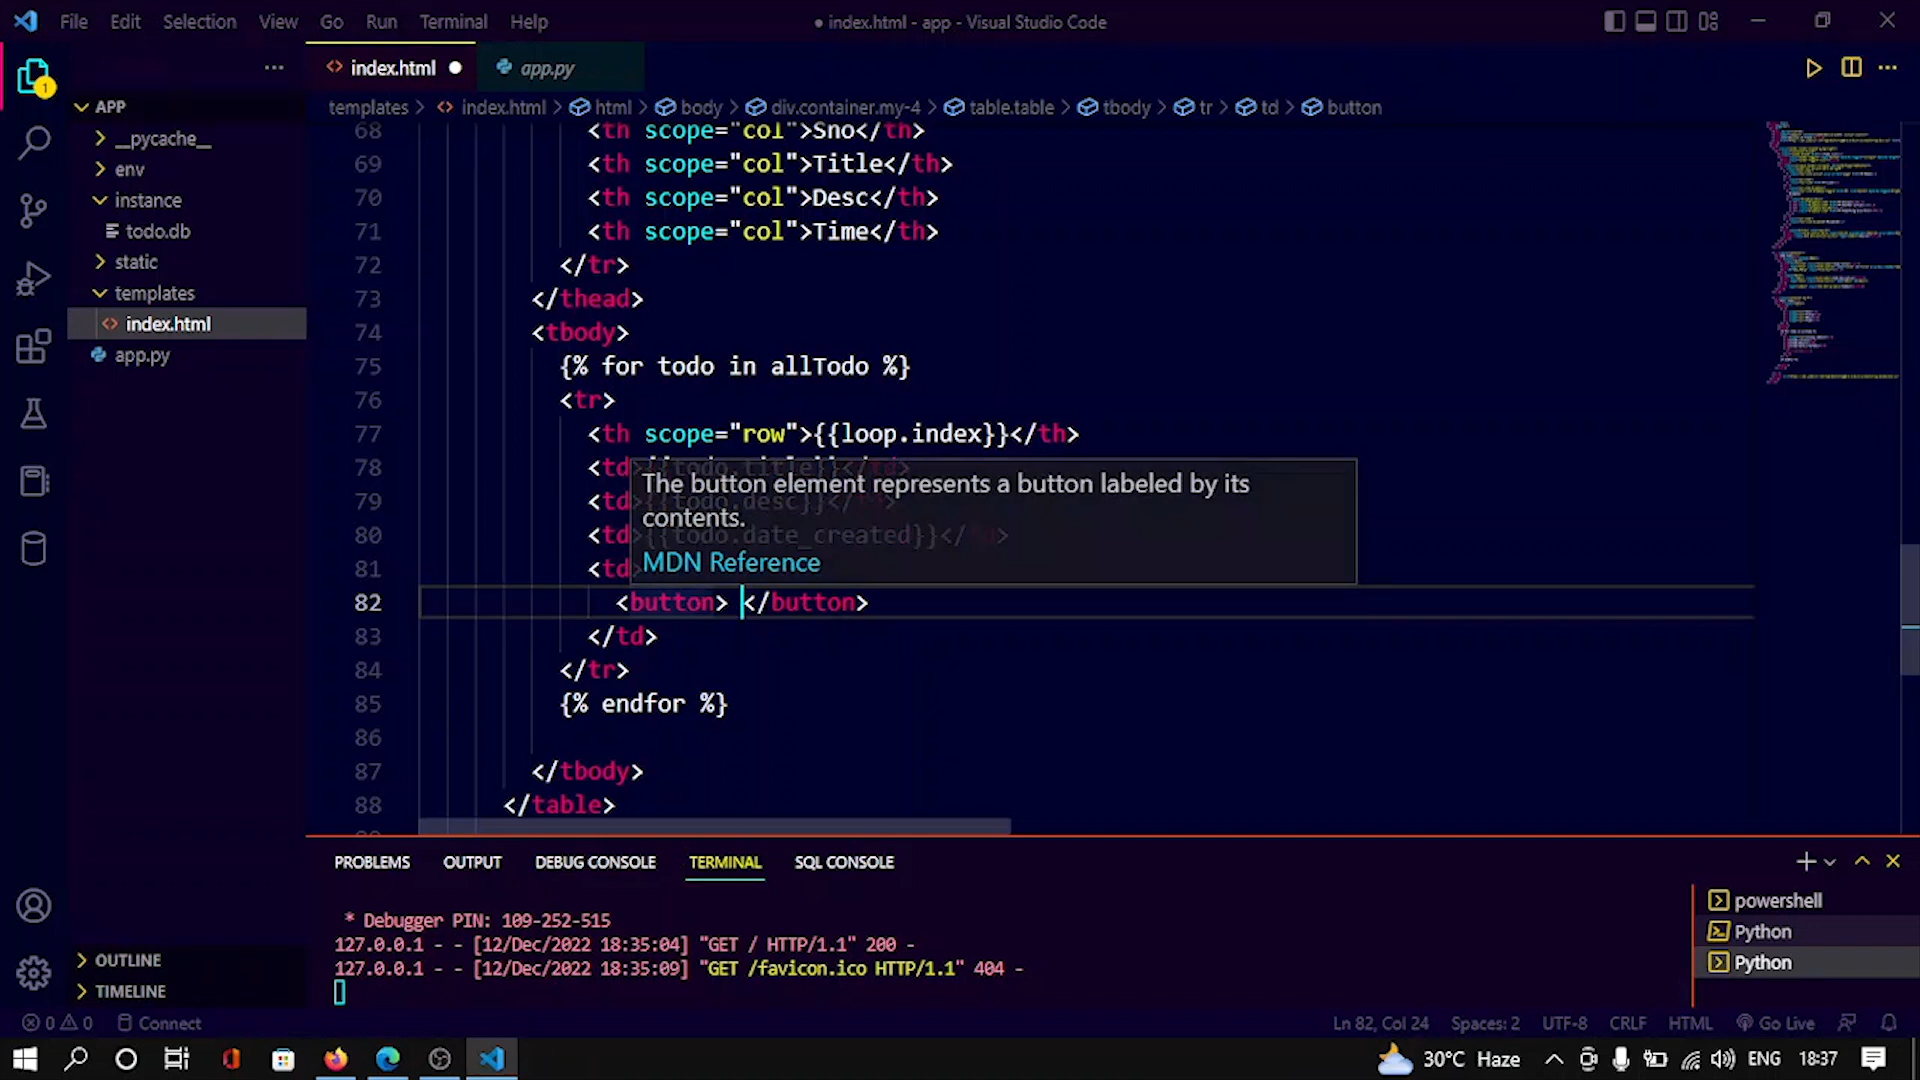 File Edit Selection View Go Run Terminal Help
● index.html - app - Visual Studio Code
1
index.html
app.py
templates > index.html > html > body > div.container.my-4 > table.table > tbody > tr > td > button
APP
__pycache__
env
instance
todo.db
static
templates
index.html
app.py
OUTLINE
TIMELINE
68 <th scope="col">Sno</th>
69 <th scope="col">Title</th>
70 <th scope="col">Desc</th>
71 <th scope="col">Time</th>
72 </tr>
73 </thead>
74 <tbody>
75 {% for todo in allTodo %}
76 <tr>
77 <th scope="row">{{loop.index}}</th>
78 <td>{{todo.title}}</td>
79 <td>{{todo.desc}}</
80 <td>{{todo.date_created}}</td>
81 <td>
The button element represents a button labeled by its
contents.
MDN Reference
82 <button> </button>
83 </td>
84 </tr>
85 {% endfor %}
86
87 </tbody>
88 </table>
PROBLEMS OUTPUT DEBUG CONSOLE TERMINAL SQL CONSOLE
* Debugger PIN: 109-252-515
127.0.0.1 - - [12/Dec/2022 18:35:04] "GET / HTTP/1.1" 200 -
127.0.0.1 - - [12/Dec/2022 18:35:09] "GET /favicon.ico HTTP/1.1" 404 -
powershell
Python
Python
0 0 Connect
Ln 82, Col 24 Spaces: 2 UTF-8 CRLF HTML Go Live
30°C Haze ENG 18:37